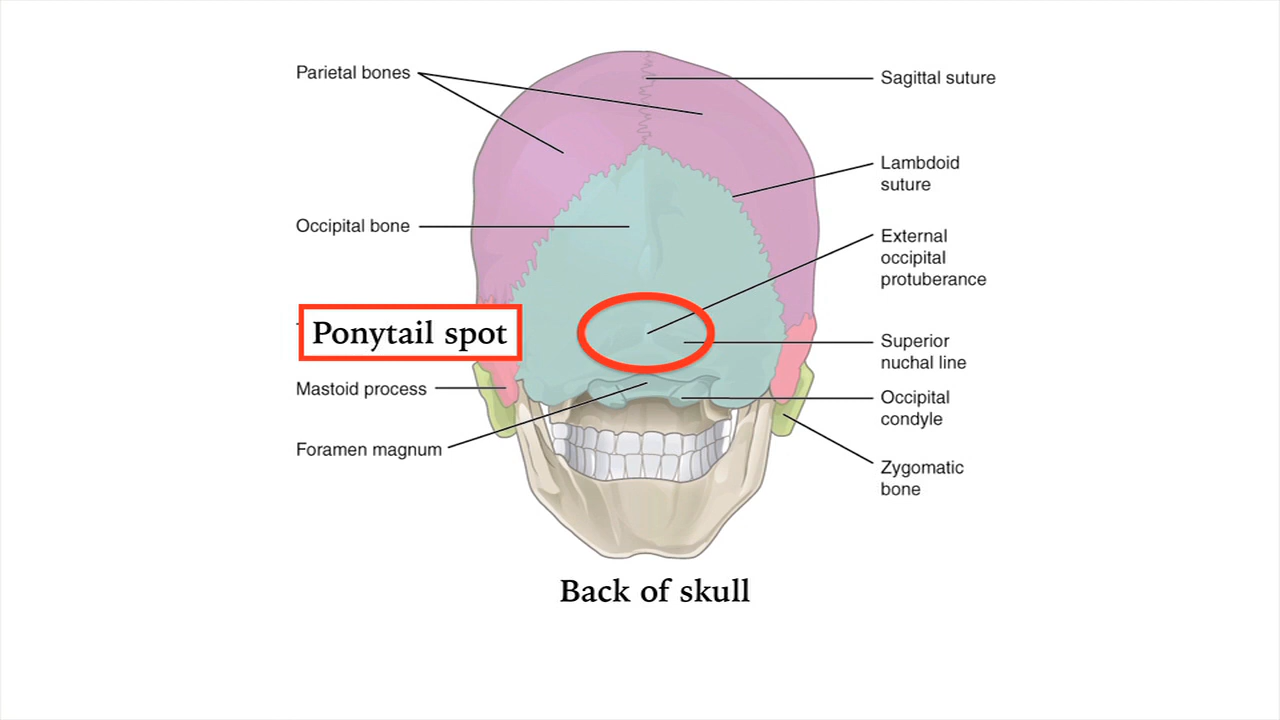 Parietal bones
Occipital bone
Ponytail spot
Mastoid process
Foramen magnum
Sagittal suture
Lambdoid
suture
External
occipital
protuberance
Superior
nuchal line
Occipital
condyle
Zygomatic
bone
Back of skull